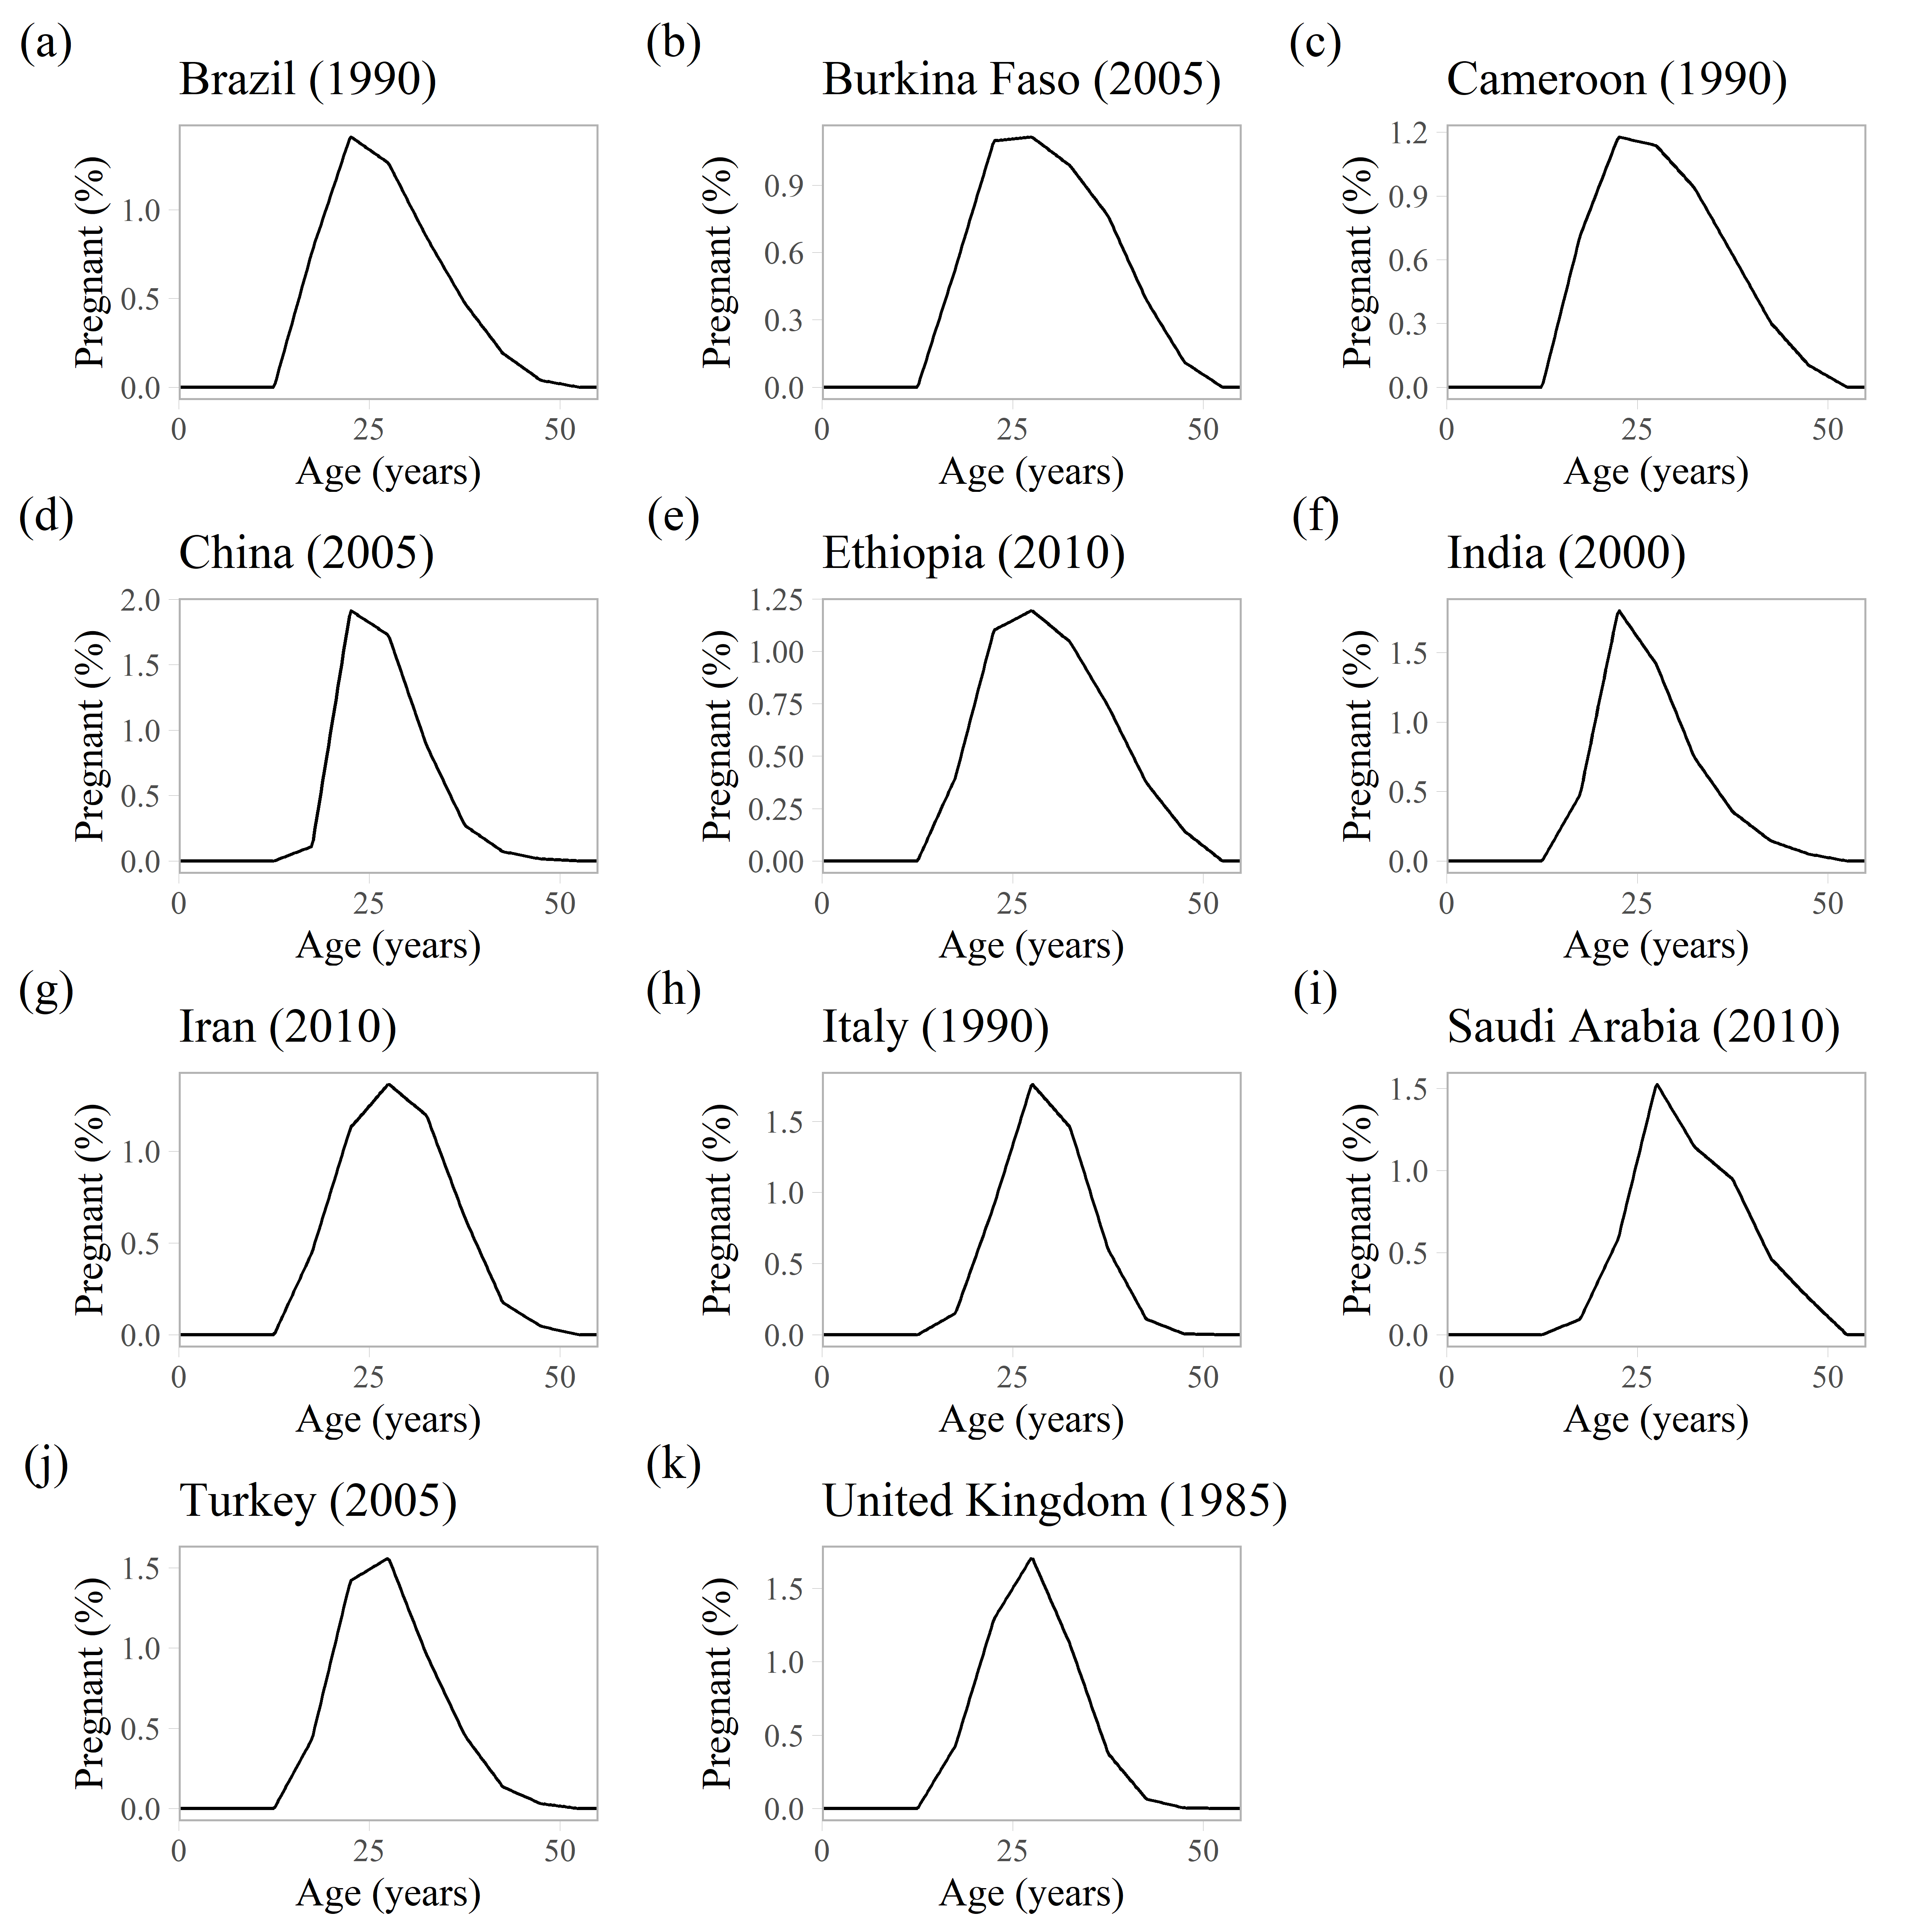 (a)
Brazil (1990)
Pregnant (%)
1.0
0.5
0.0
0 25 50
Age (years)
(b)
Burkina Faso (2005)
Pregnant (%)
0.9
0.6
0.3
0.0
0 25 50
Age (years)
(c)
Cameroon (1990)
Pregnant (%)
1.2
0.9
0.6
0.3
0.0
0 25 50
Age (years)
(d)
China (2005)
Pregnant (%)
2.0
1.5
1.0
0.5
0.0
0 25 50
Age (years)
(e)
Ethiopia (2010)
Pregnant (%)
1.25
1.00
0.75
0.50
0.25
0.00
0 25 50
Age (years)
(f)
India (2000)
Pregnant (%)
1.5
1.0
0.5
0.0
0 25 50
Age (years)
(g)
Iran (2010)
Pregnant (%)
1.0
0.5
0.0
0 25 50
Age (years)
(h)
Italy (1990)
Pregnant (%)
1.5
1.0
0.5
0.0
0 25 50
Age (years)
(i)
Saudi Arabia (2010)
Pregnant (%)
1.5
1.0
0.5
0.0
0 25 50
Age (years)
(j)
Turkey (2005)
Pregnant (%)
1.5
1.0
0.5
0.0
0 25 50
Age (years)
(k)
United Kingdom (1985)
Pregnant (%)
1.5
1.0
0.5
0.0
0 25 50
Age (years)